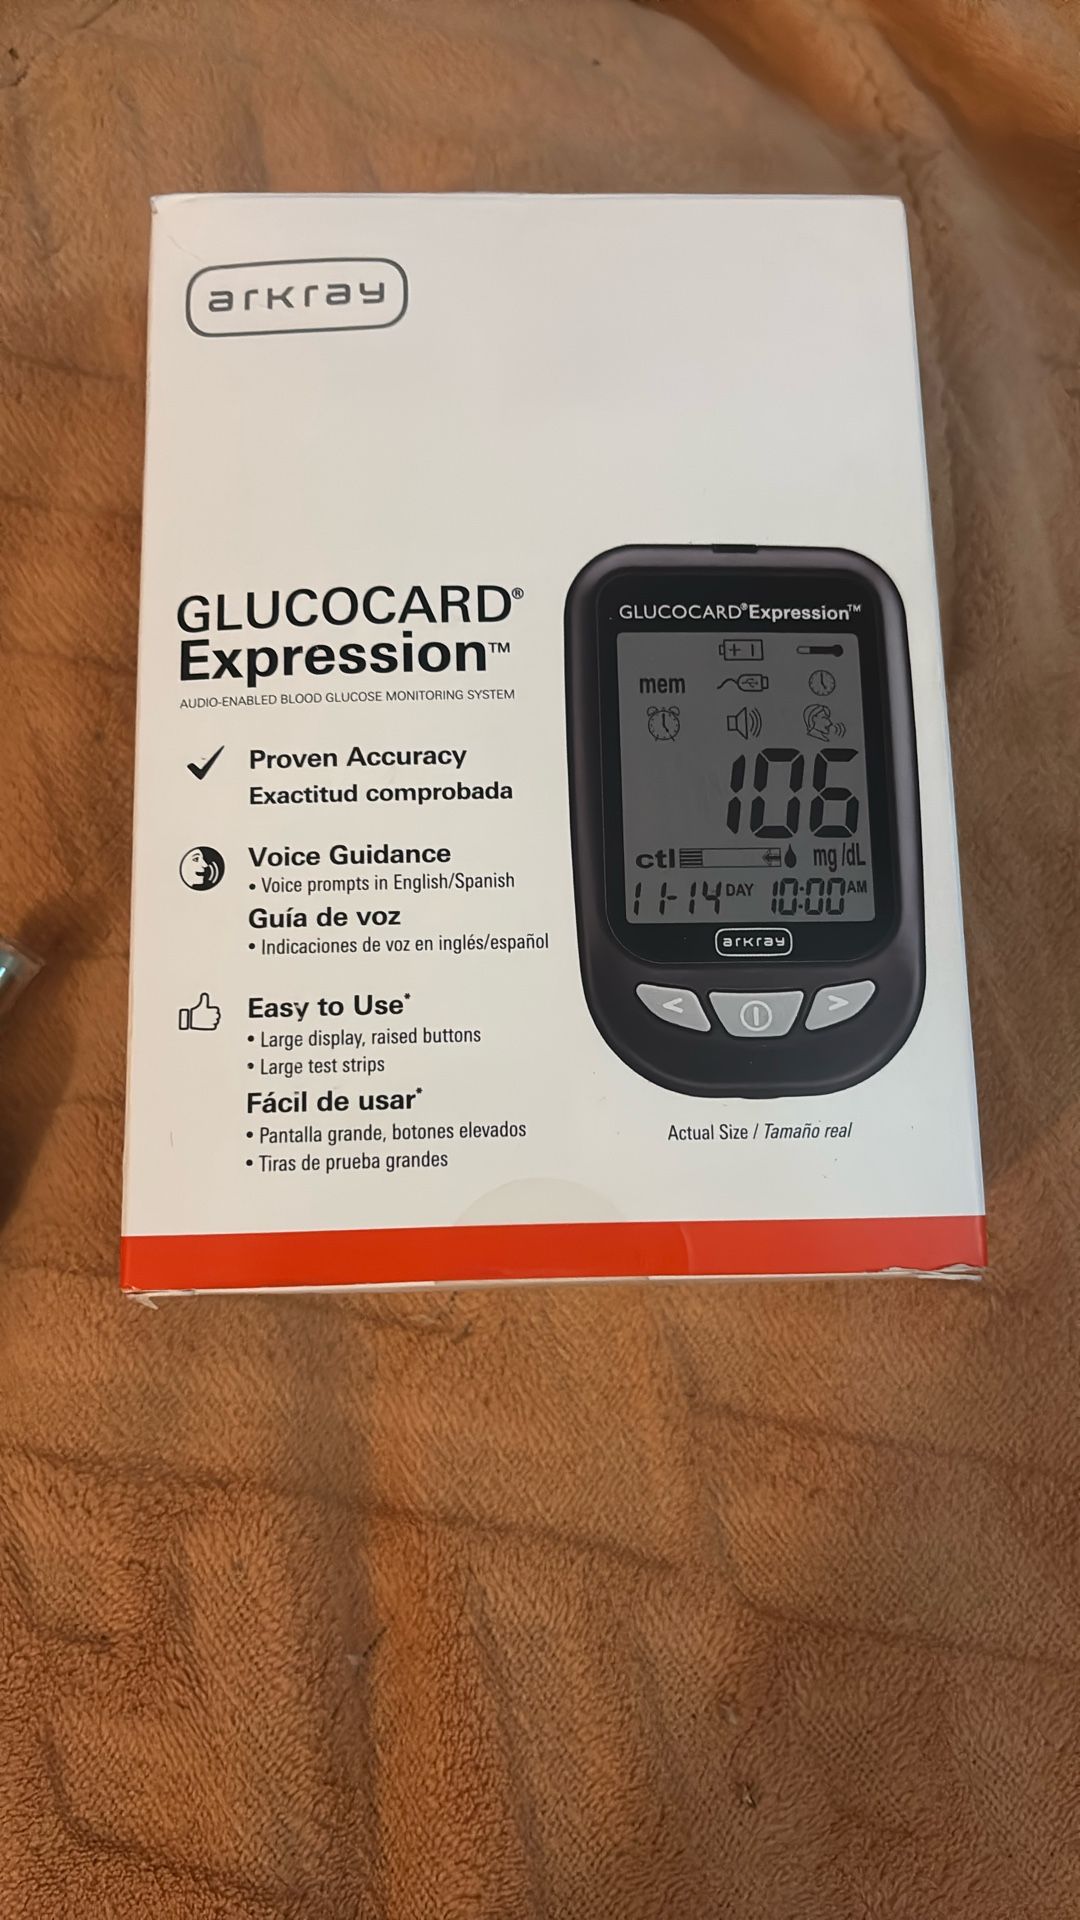 arkray
GLUCOCARD®
Expression™
AUDIO-ENABLED BLOOD GLUCOSE MONITORING SYSTEM
Proven Accuracy
Exactitud comprobada
Voice Guidance
• Voice prompts in English/Spanish
Guía de voz
• Indicaciones de voz en inglés/español
Easy to Use*
• Large display, raised buttons
• Large test strips
Fácil de usar*
• Pantalla grande, botones elevados
• Tiras de prueba grandes
GLUCOCARD®Expression™
mem
106
ctl mg/dL
11-14 DAY 10:00 AM
arkray
Actual Size / Tamaño real